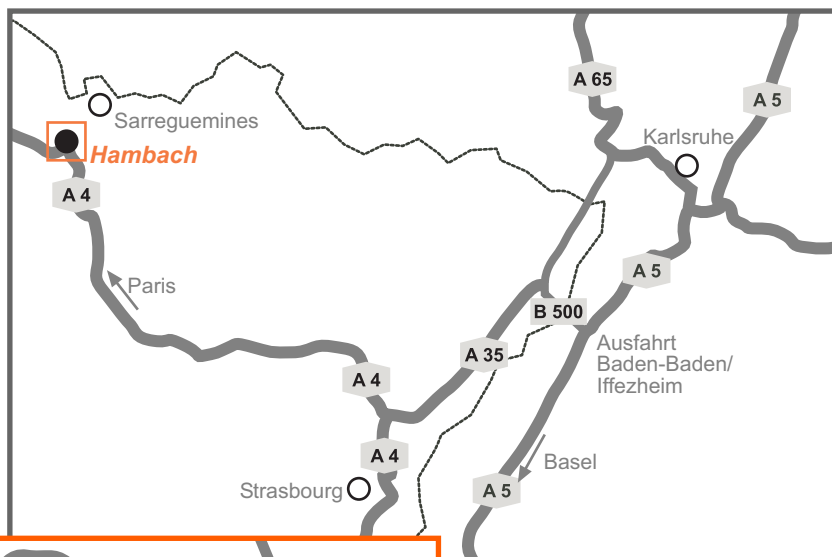 A 65
A 5
Sarreguemines
Karlsruhe
Hambach
A 4
A 5
Paris
B 500
Ausfahrt
Baden-Baden/
Iffezheim
A 35
A 4
A 4
Basel
Strasbourg
A 5